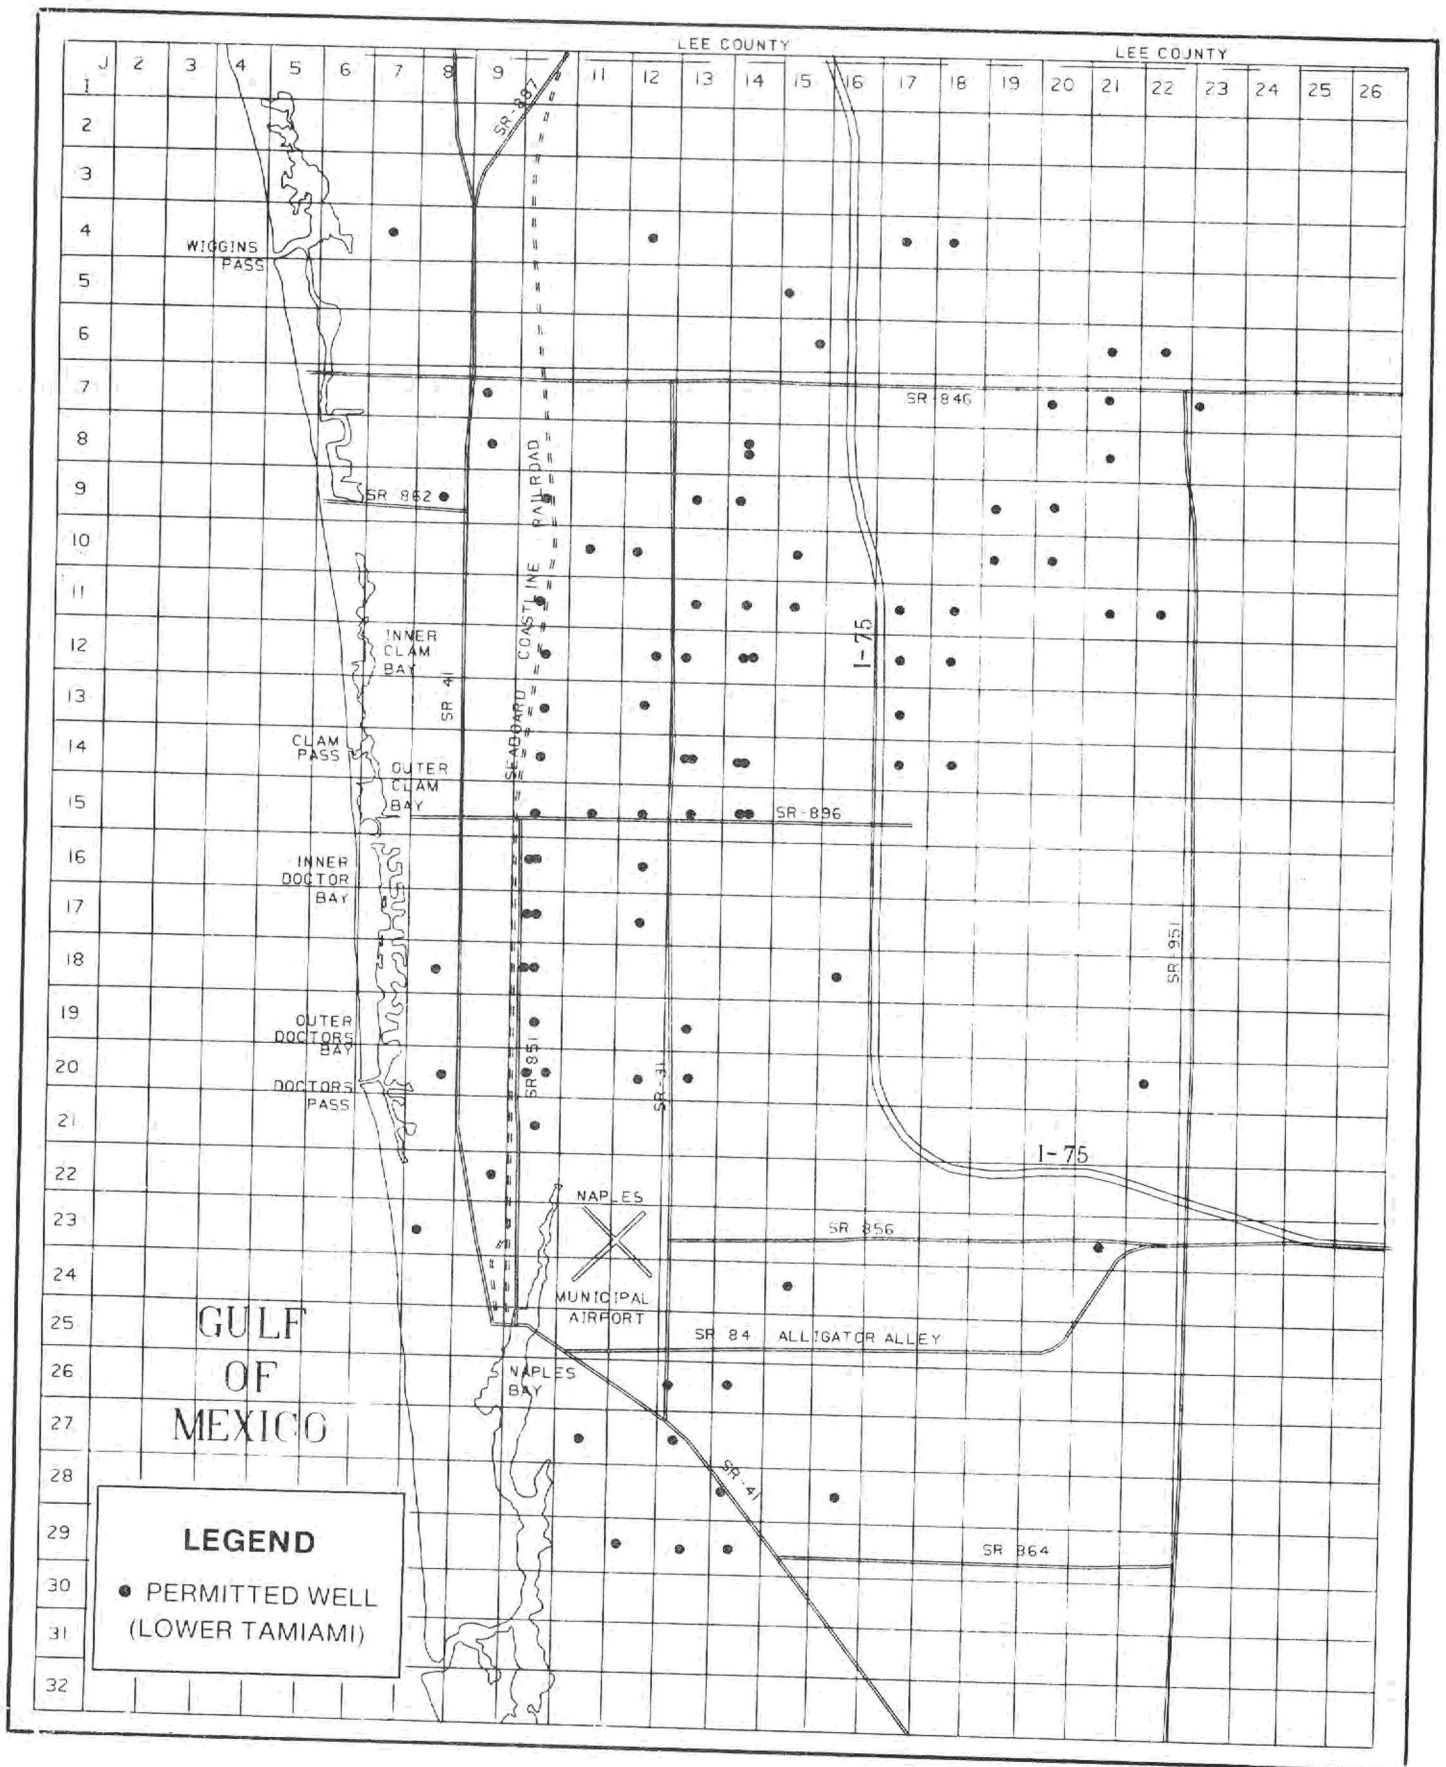 LEE COUNTY
LEE COUNTY
J 2 3 4 5 6 7 8 9 11 12 13 14 15 16 17 18 19 20 21 22 23 24 25 26
1
2
SR-887
3
4
WIGGINS
PASS
5
6
7
SR-846
8
9
SR 862
10
11
12
INNER
CLAM
BAY
I-75
13
SR 41
SEABOARD COASTLINE RAILROAD
14
CLAM
PASS
OUTER
CLAM
BAY
15
SR-896
16
INNER
DOCTOR
BAY
17
18
SR-951
19
OUTER
DOCTORS
BAY
20
SR-851
SR-31
DOCTORS
PASS
21
I-75
22
NAPLES
23
SR 856
24
MUNICIPAL
AIRPORT
25
SR 84 ALLIGATOR ALLEY
GULF
OF
MEXICO
26
NAPLES
BAY
27
28
SR-41
29
SR 864
30
31
32
LEGEND
● PERMITTED WELL
(LOWER TAMIAMI)